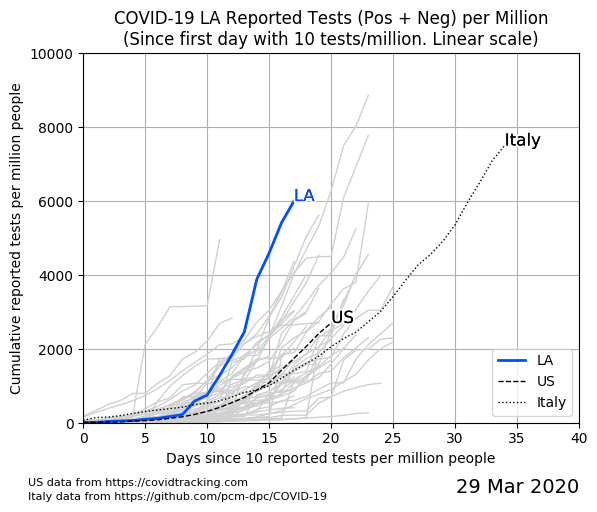 COVID-19 LA Reported Tests (Pos + Neg) per Million
(Since first day with 10 tests/million. Linear scale)
Cumulative reported tests per million people
10000
8000
6000
4000
2000
0
Italy
LA
US
LA
US
Italy
0 5 10 15 20 25 30 35 40
Days since 10 reported tests per million people
US data from https://covidtracking.com
Italy data from https://github.com/pcm-dpc/COVID-19
29 Mar 2020